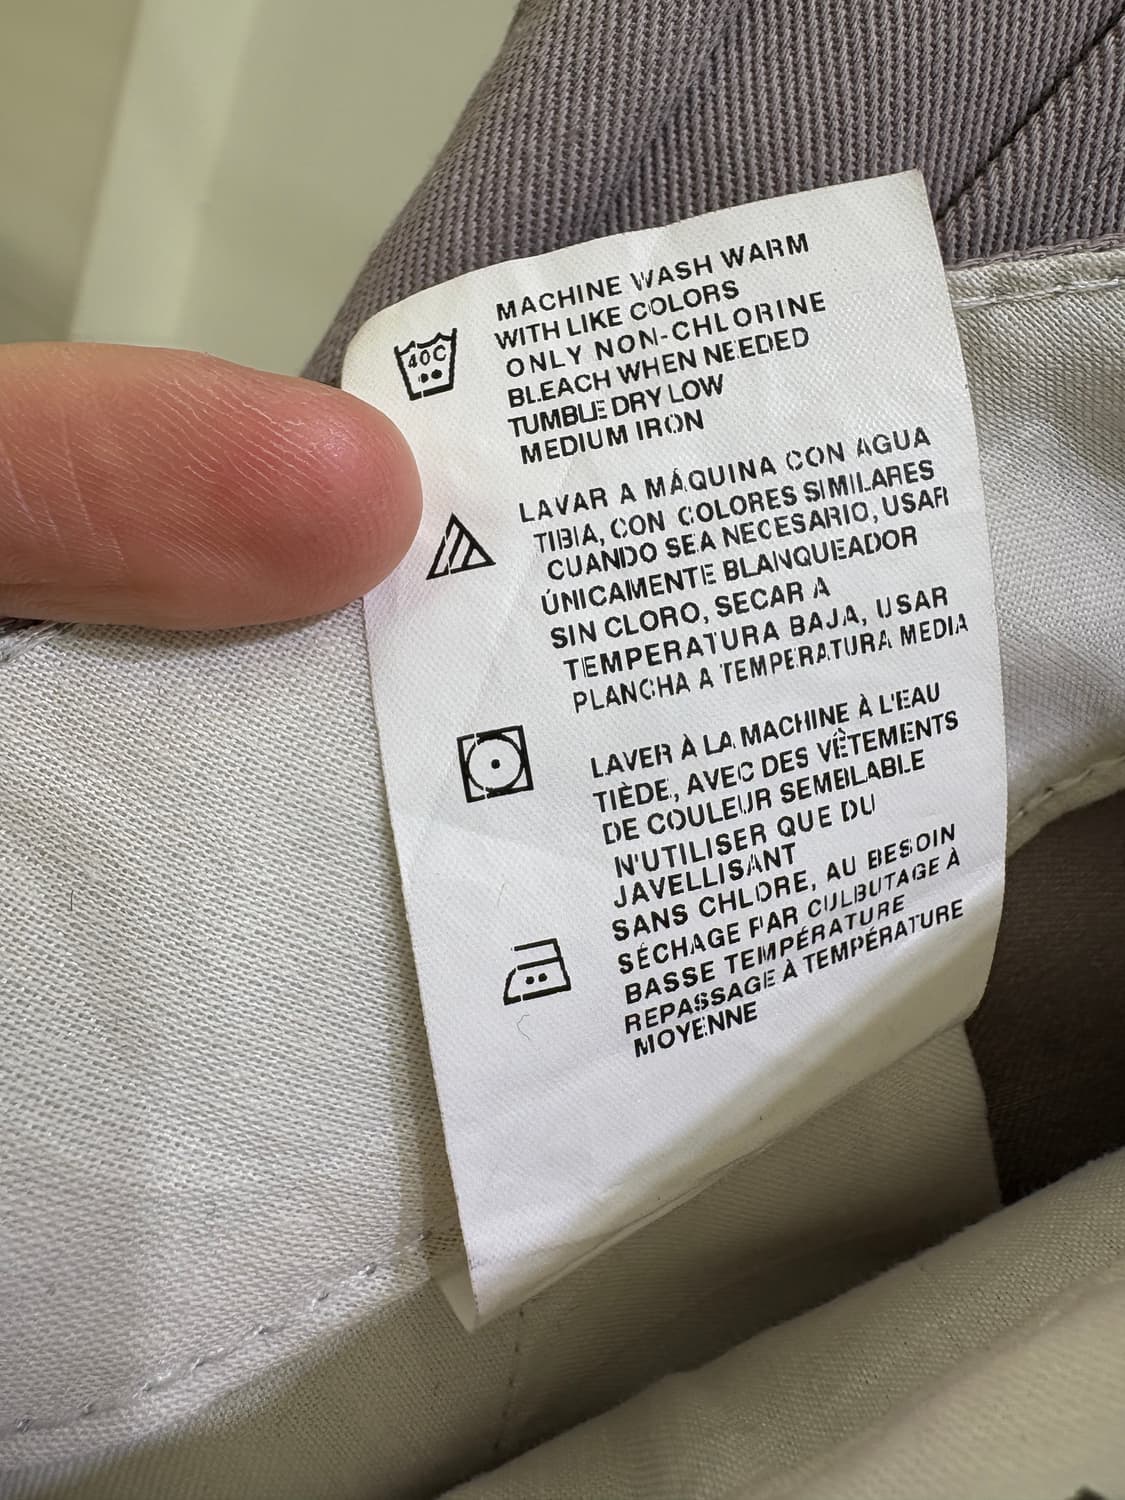 40C
MACHINE WASH WARM
WITH LIKE COLORS
ONLY NON-CHLORINE
BLEACH WHEN NEEDED
TUMBLE DRY LOW
MEDIUM IRON
LAVAR A MÁQUINA CON AGUA
TIBIA, CON COLORES SIMILARES
CUANDO SEA NECESARIO, USAR
ÚNICAMENTE BLANQUEADOR
SIN CLORO, SECAR A
TEMPERATURA BAJA, USAR
PLANCHA A TEMPERATURA MEDIA
LAVER À LA MACHINE À L'EAU
TIÈDE, AVEC DES VÊTEMENTS
DE COULEUR SEMBLABLE
N'UTILISER QUE DU
JAVELLISANT
SANS CHLORE, AU BESOIN
SÉCHAGE PAR CULBUTAGE À
BASSE TEMPÉRATURE
REPASSAGE À TEMPÉRATURE
MOYENNE